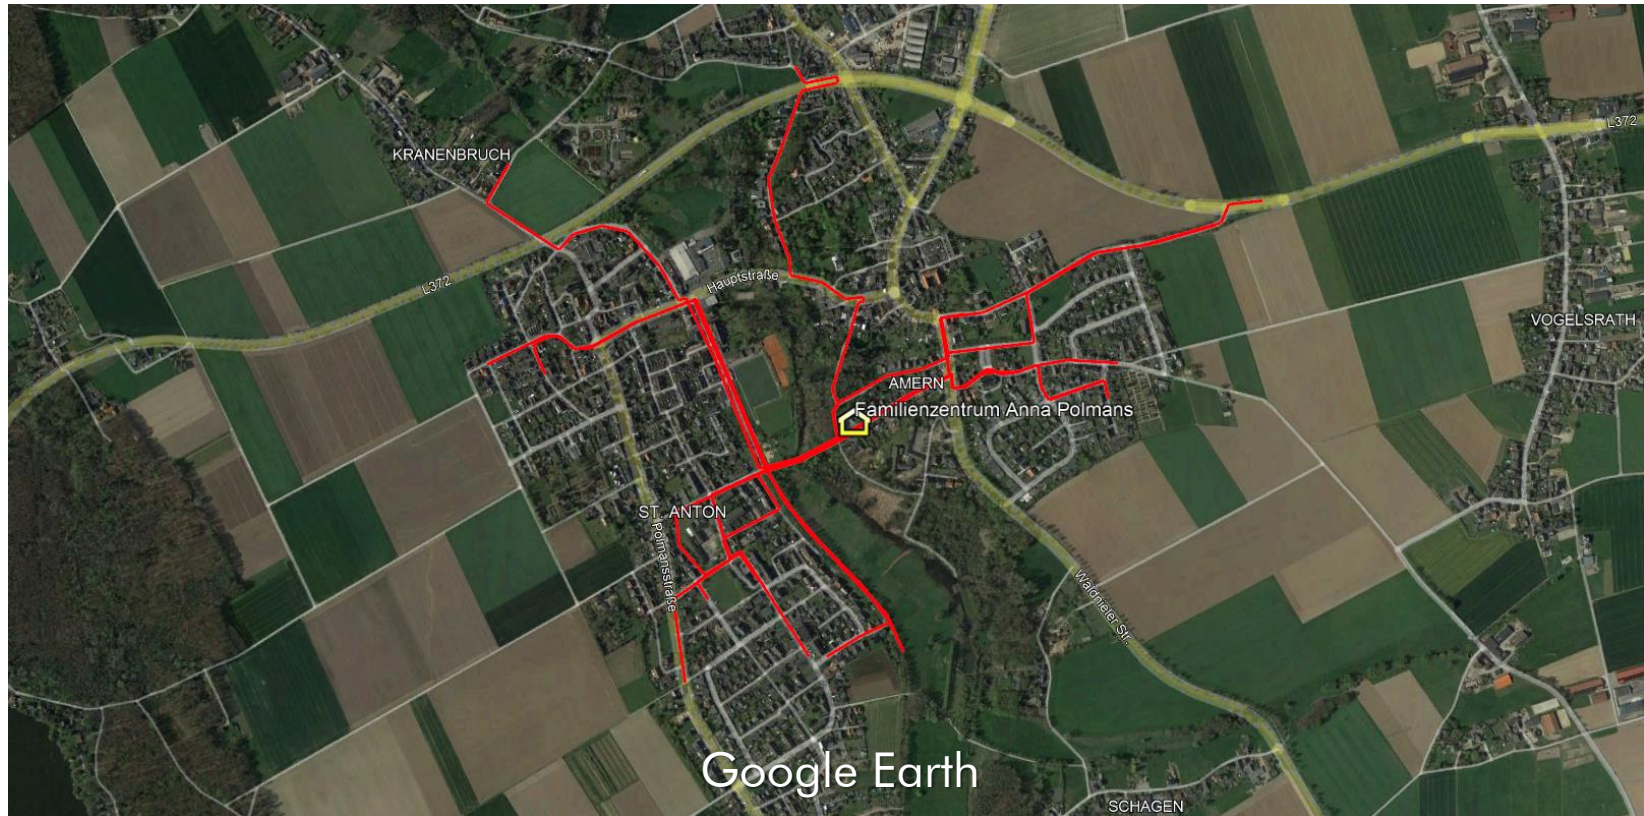 L372
KRANENBRUCH
L372
Hauptstraße
VOGELSRATH
AMERN
Familienzentrum Anna Polmans
ST. ANTON
Polmansstraße
Waldnieler Str.
Google Earth
SCHAGEN